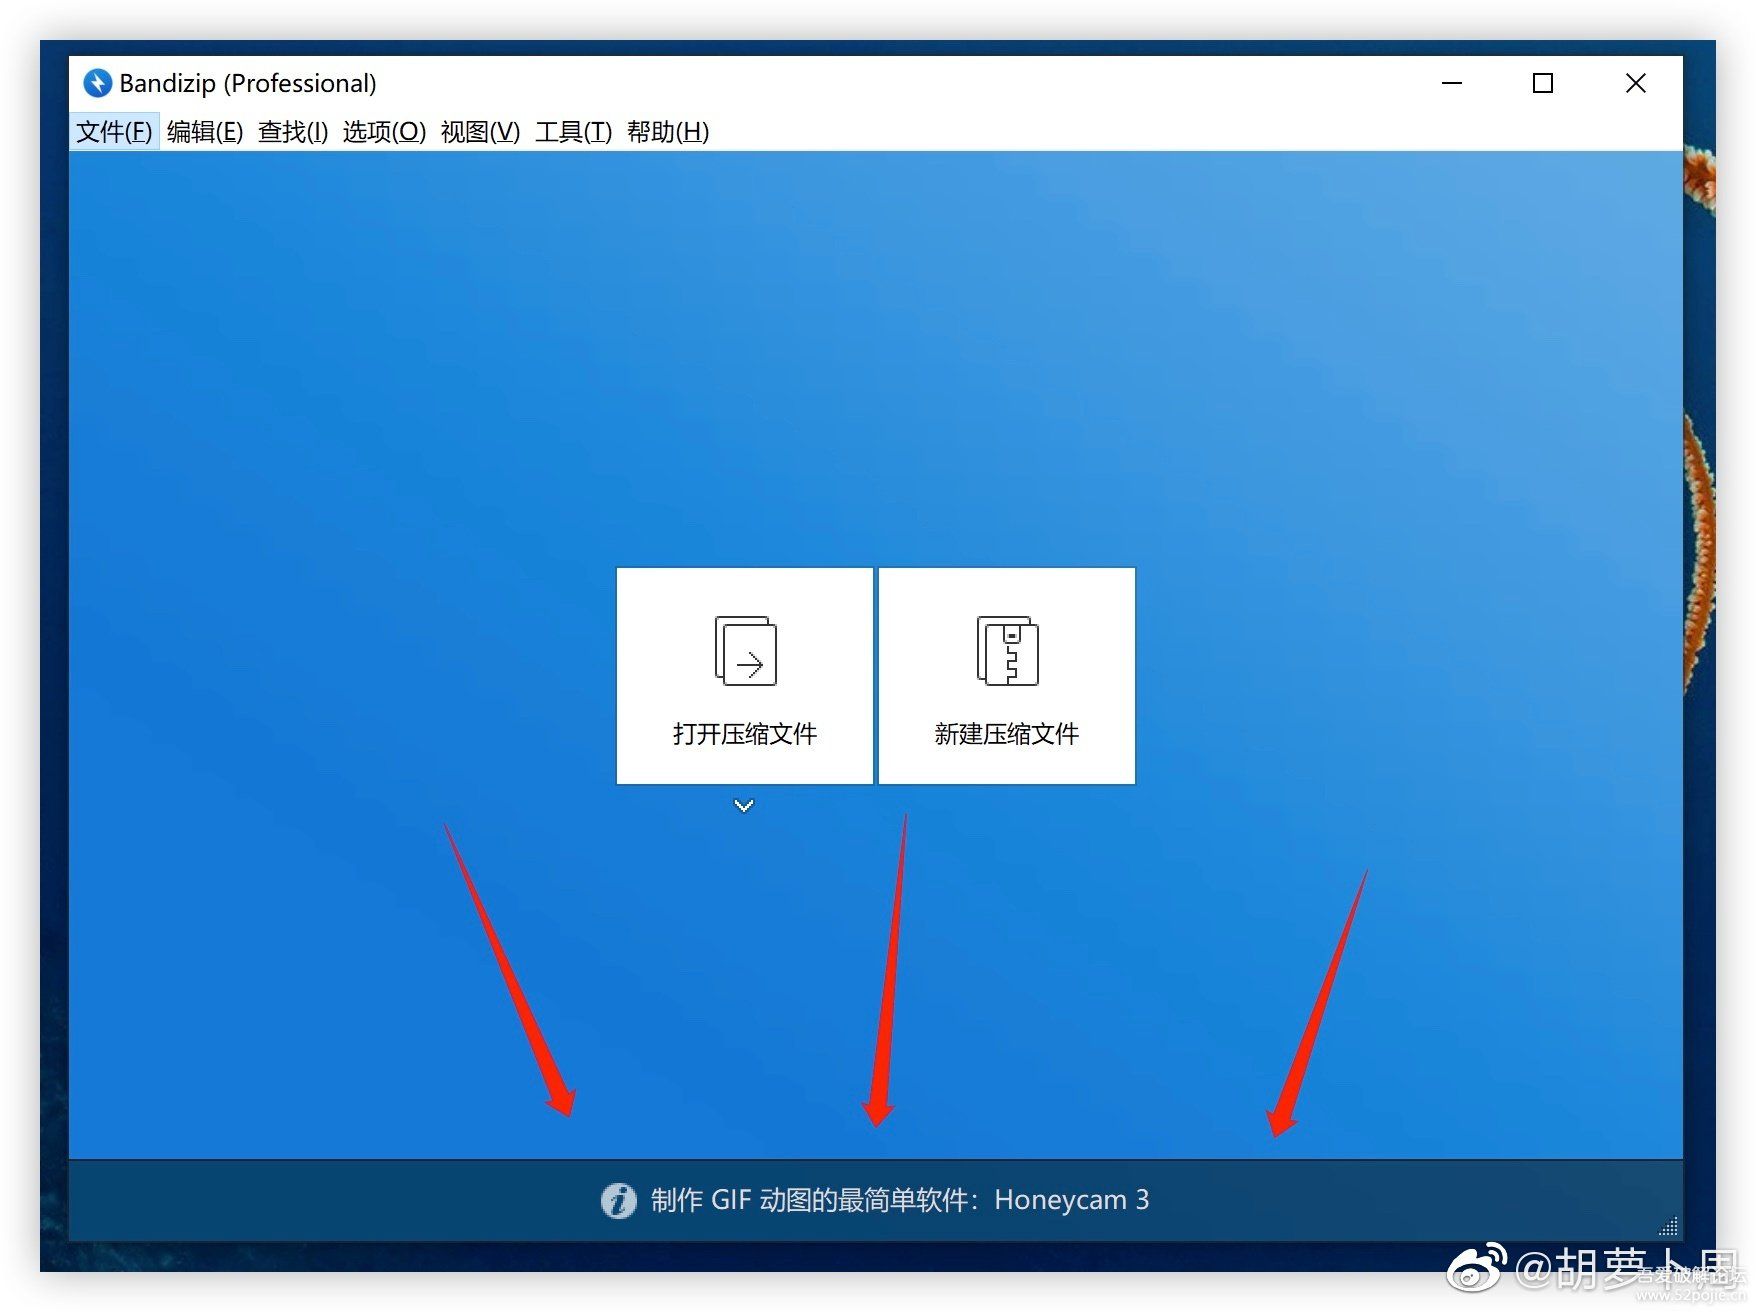 Bandizip (Professional)
文件(F) 编辑(E) 查找(I) 选项(O) 视图(V) 工具(T) 帮助(H)
打开压缩文件 新建压缩文件
制作 GIF 动图的最简单软件：Honeycam 3
@胡萝卜周
吾爱破解论坛
www.52pojie.cn